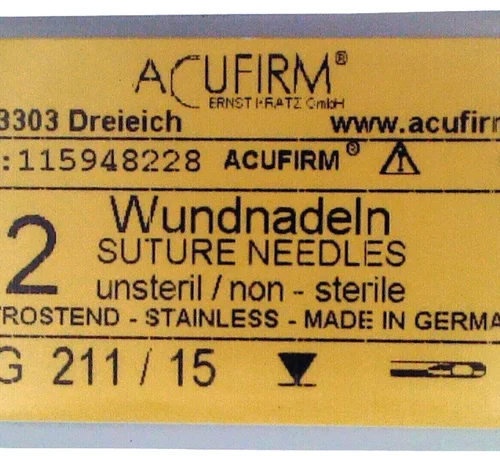 ACUFIRM®
ERNST KRATZ GmbH
3303 Dreieich www.acufirm
:115948228 ACUFIRM®
2 Wundnadeln
SUTURE NEEDLES
unsteril / non - sterile
ROSTEND - STAINLESS - MADE IN GERMA
G 211 / 15